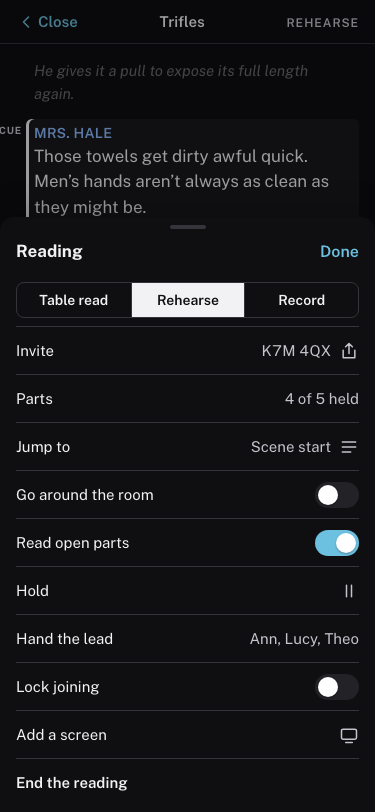 Close
Trifles
REHEARSE
He gives it a pull to expose its full length
again.
CUE
MRS. HALE
Those towels get dirty awful quick.
Men’s hands aren’t always as clean as
they might be.
Reading
Done
Table read
Rehearse
Record
Invite
K7M 4QX
Parts
4 of 5 held
Jump to
Scene start
Go around the room
Read open parts
Hold
Hand the lead
Ann, Lucy, Theo
Lock joining
Add a screen
End the reading